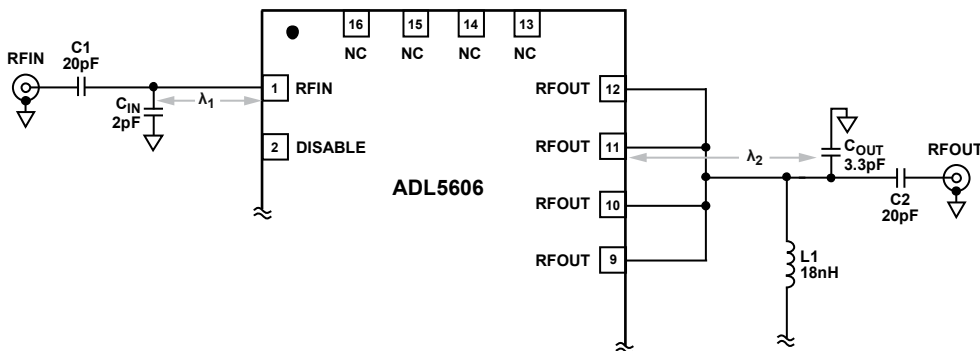 16
15
14
13
NC
NC
NC
NC
RFIN
C1
20pF
CIN
2pF
λ1
1
RFIN
2
DISABLE
ADL5606
RFOUT
12
RFOUT
11
RFOUT
10
RFOUT
9
λ2
COUT
3.3pF
RFOUT
C2
20pF
L1
18nH